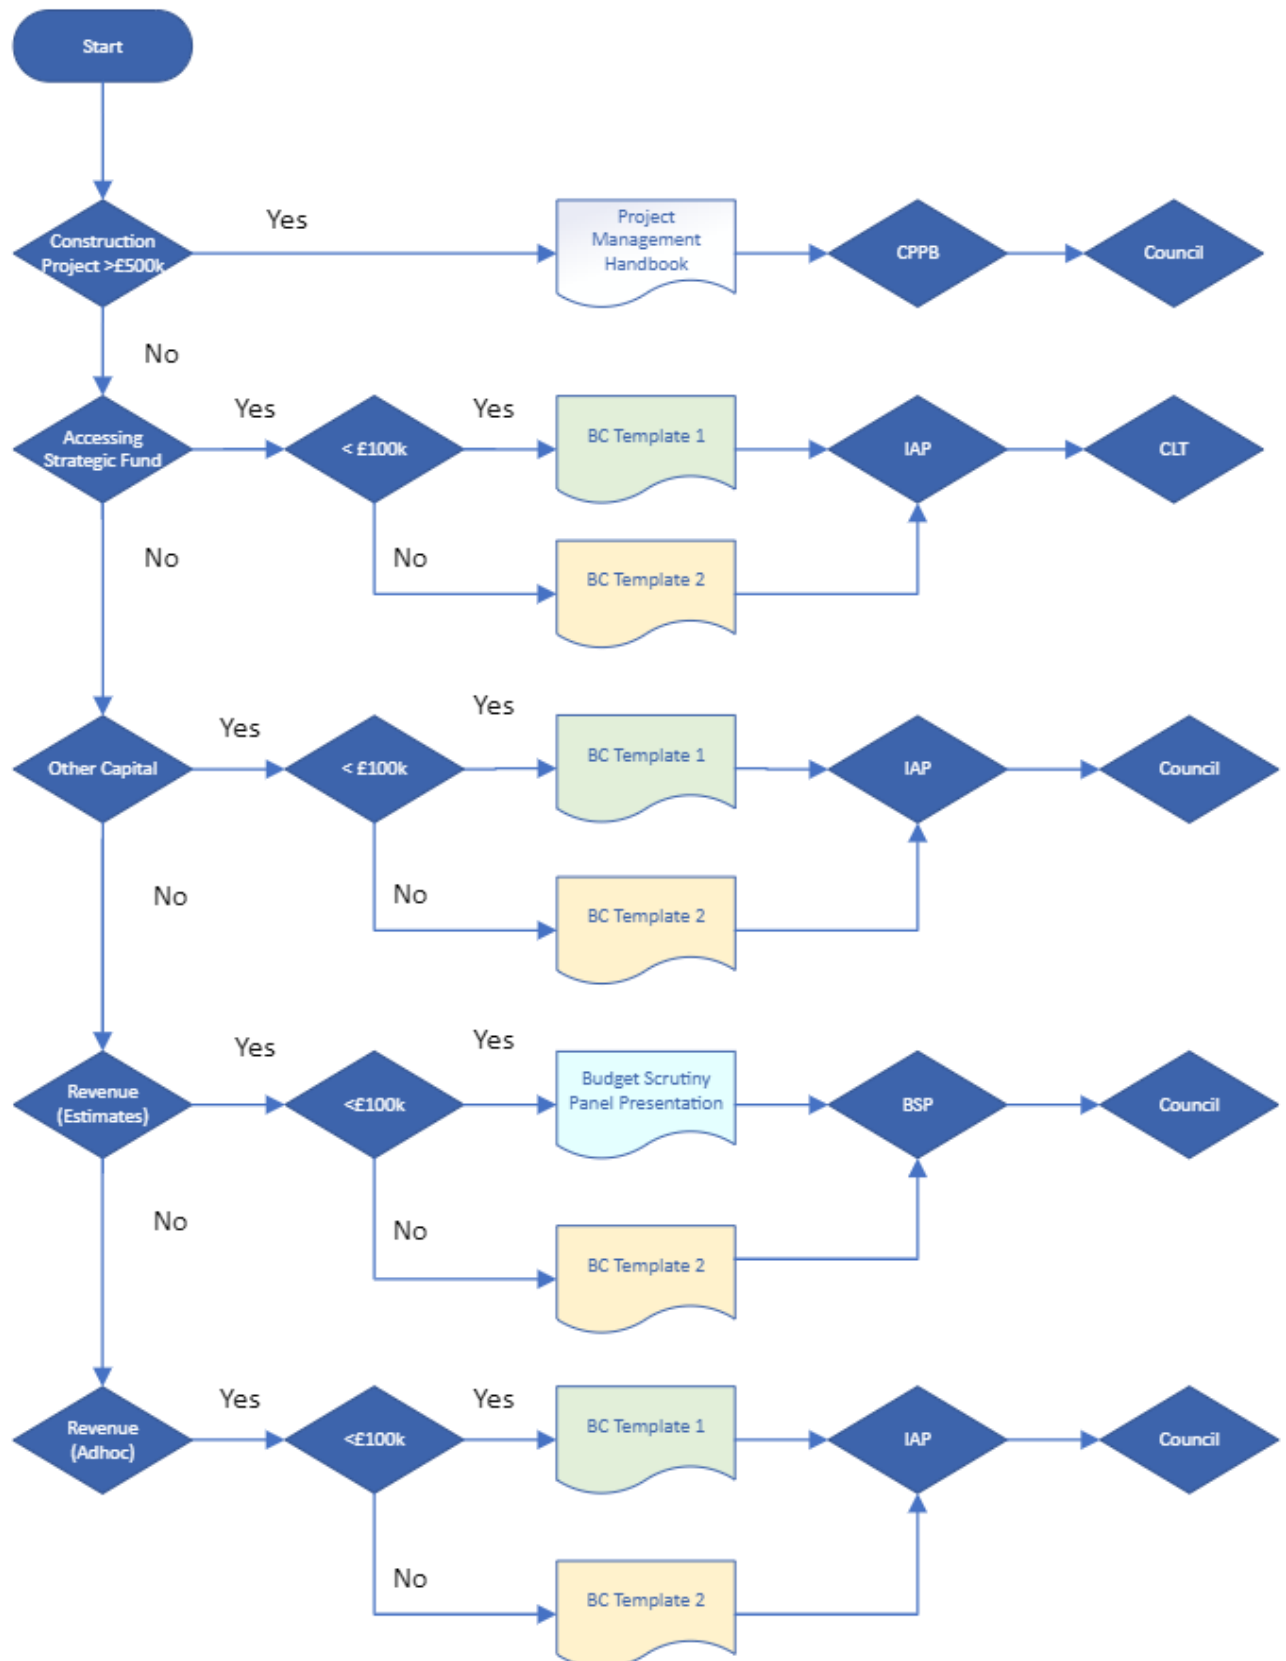 Start
Yes
Construction
Project >£500k
Project
Management
Handbook
CPPB
Council
No
Yes
Yes
Accessing
Strategic Fund
< £100k
BC Template 1
IAP
CLT
No
No
BC Template 2
Yes
Yes
Other Capital
< £100k
BC Template 1
IAP
Council
No
No
BC Template 2
Yes
Yes
Revenue
(Estimates)
<£100k
Budget Scrutiny
Panel Presentation
BSP
Council
No
No
BC Template 2
Yes
Yes
Revenue
(Adhoc)
<£100k
BC Template 1
IAP
Council
No
BC Template 2